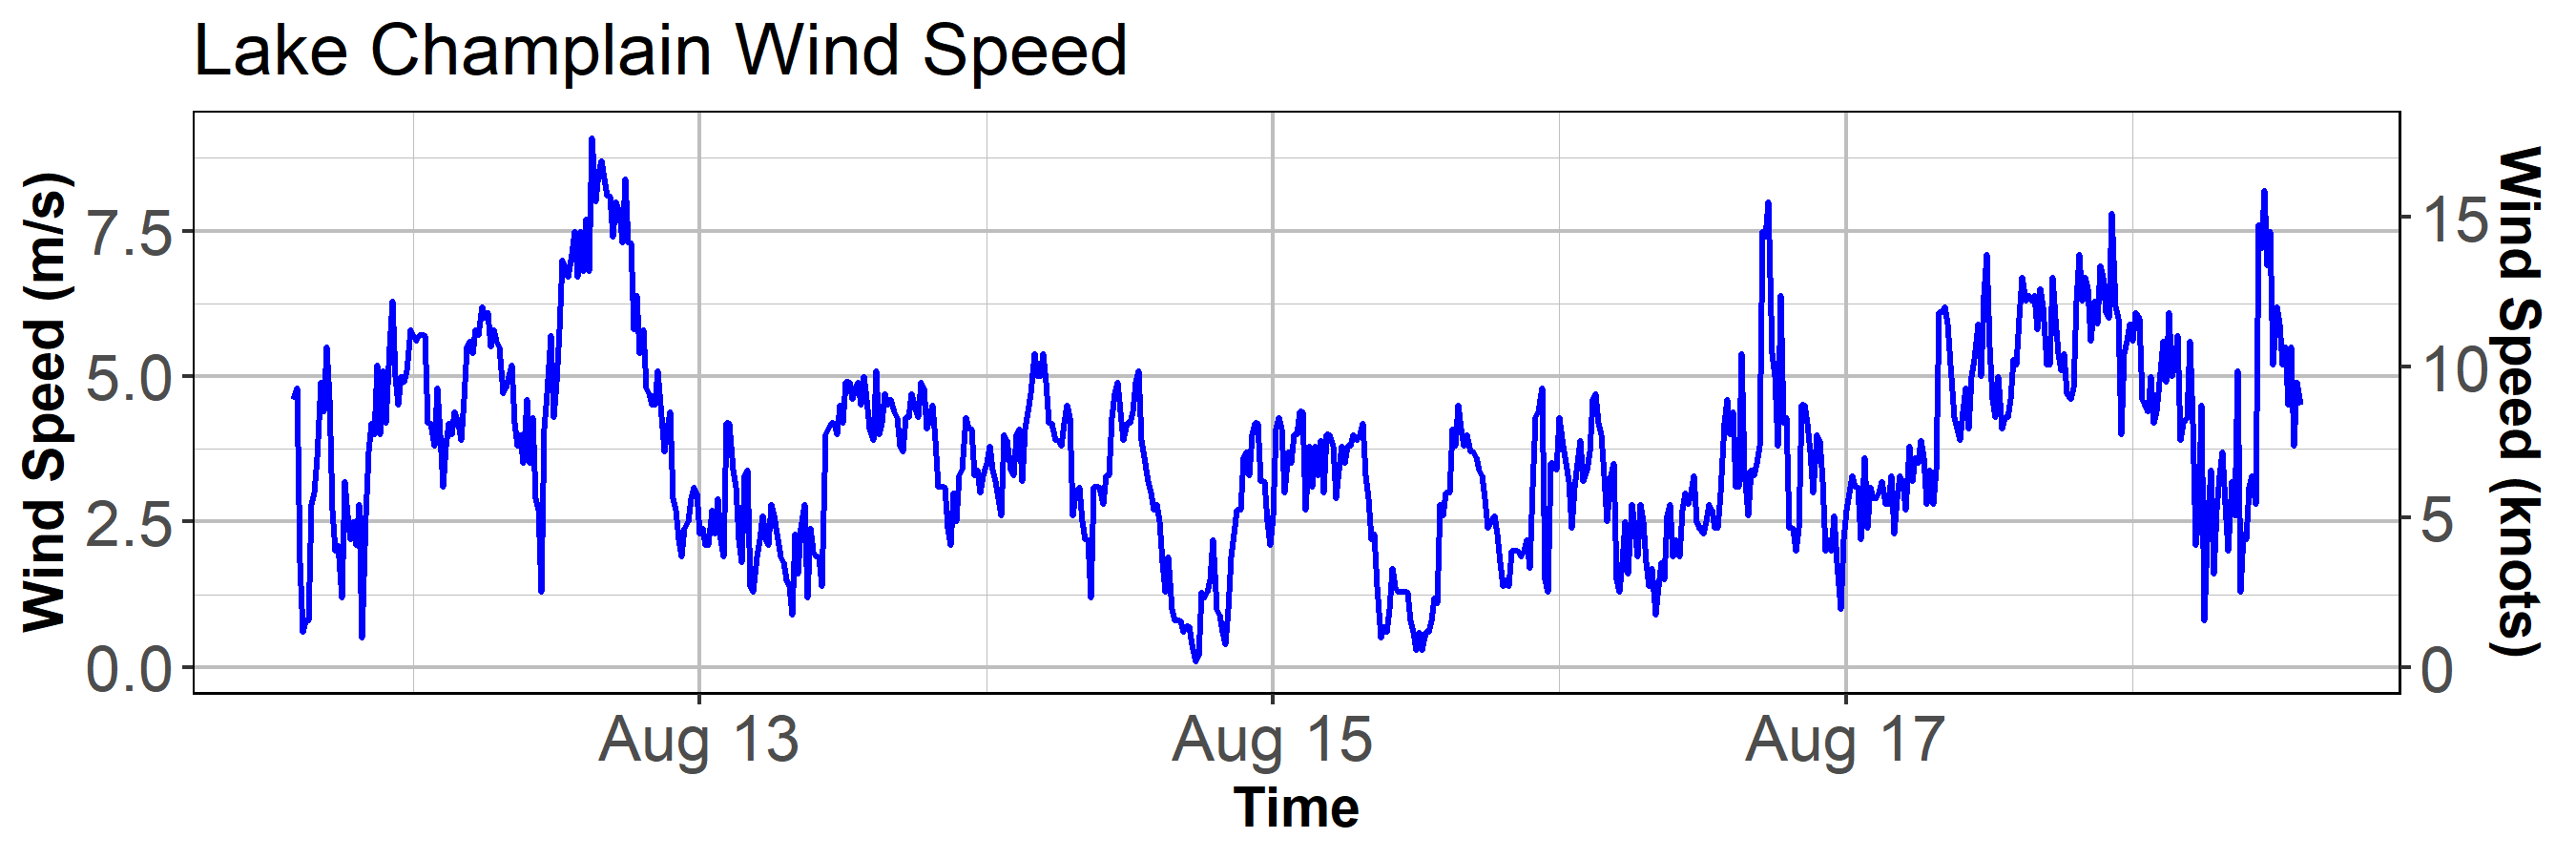 Lake Champlain Wind Speed
Wind Speed (m/s)
7.5
5.0
2.5
0.0
15
10
5
0
Wind Speed (knots)
Aug 13
Aug 15
Aug 17
Time